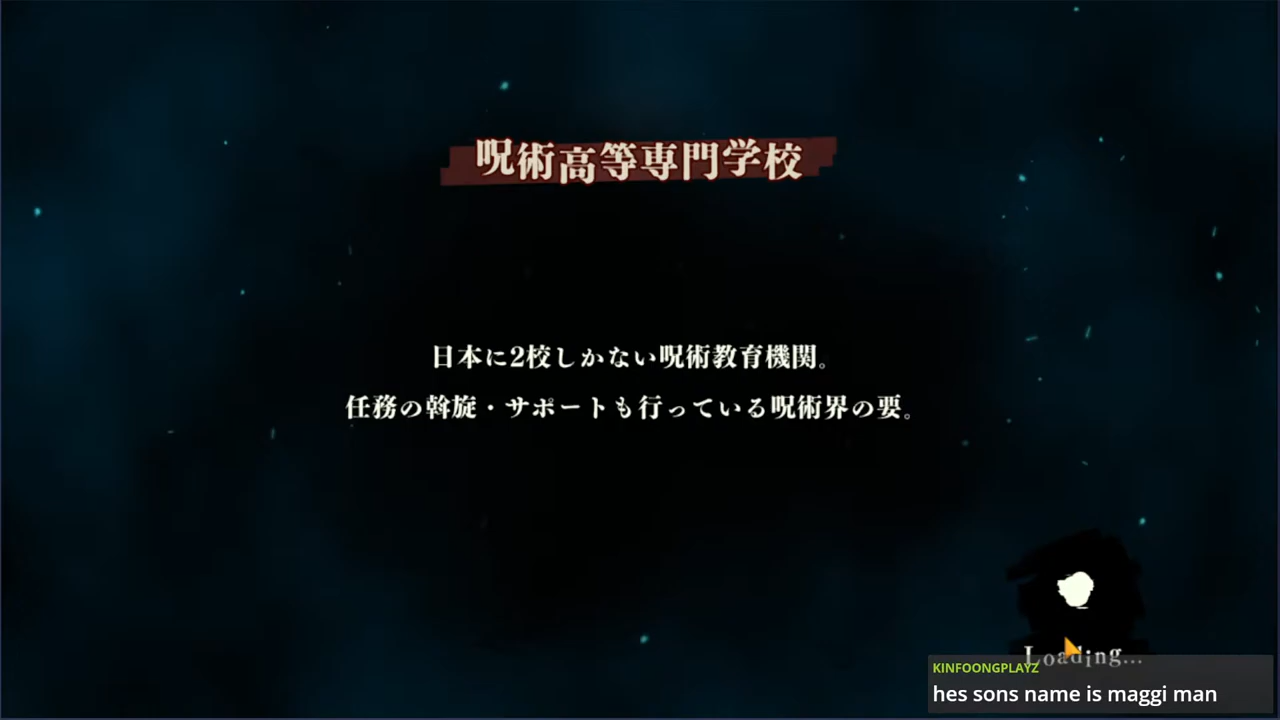 呪術高等専門学校
日本に2校しかない呪術教育機関。
任務の斡旋・サポートも行っている呪術界の要。
Loading...
KINFOONGPLAYZ
hes sons name is maggi man